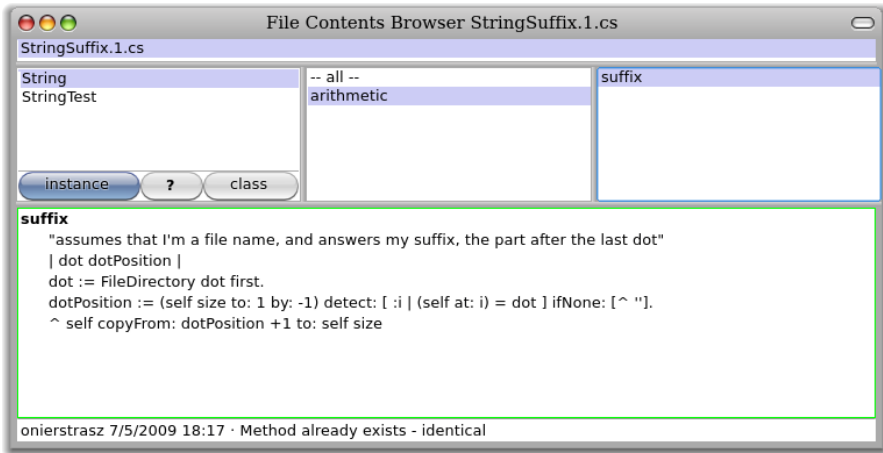 File Contents Browser StringSuffix.1.cs
StringSuffix.1.cs
String
StringTest
instance
?
class
-- all --
arithmetic
suffix
suffix
"assumes that I'm a file name, and answers my suffix, the part after the last dot"
| dot dotPosition |
dot := FileDirectory dot first.
dotPosition := (self size to: 1 by: -1) detect: [ :i | (self at: i) = dot ] ifNone: [^ ''].
^ self copyFrom: dotPosition +1 to: self size
onierstrasz 7/5/2009 18:17 · Method already exists - identical